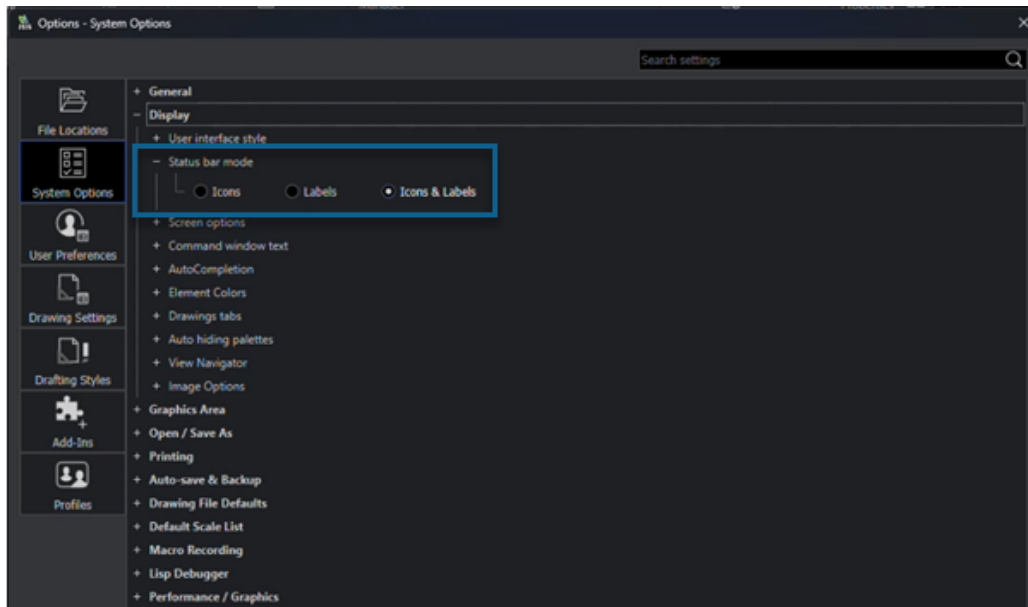 Options - System Options
Search settings
File Locations
System Options
User Preferences
Drawing Settings
Drafting Styles
Add-Ins
Profiles
+ General
- Display
+ User interface style
- Status bar mode
Icons Labels Icons & Labels
+ Screen options
+ Command window text
+ AutoCompletion
+ Element Colors
+ Drawings tabs
+ Auto hiding palettes
+ View Navigator
+ Image Options
+ Graphics Area
+ Open / Save As
+ Printing
+ Auto-save & Backup
+ Drawing File Defaults
+ Default Scale List
+ Macro Recording
+ Lisp Debugger
+ Performance / Graphics